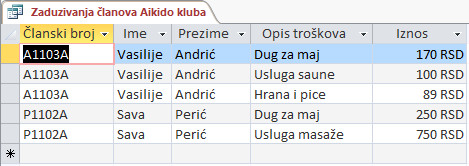 Zaduzivanja članova Aikido kluba
Članski broj Ime Prezime Opis troškova Iznos
A1103A Vasilije Andrić Dug za maj 170 RSD
A1103A Vasilije Andrić Usluga saune 100 RSD
A1103A Vasilije Andrić Hrana i pice 89 RSD
P1102A Sava Perić Dug za maj 250 RSD
P1102A Sava Perić Usluga masaže 750 RSD